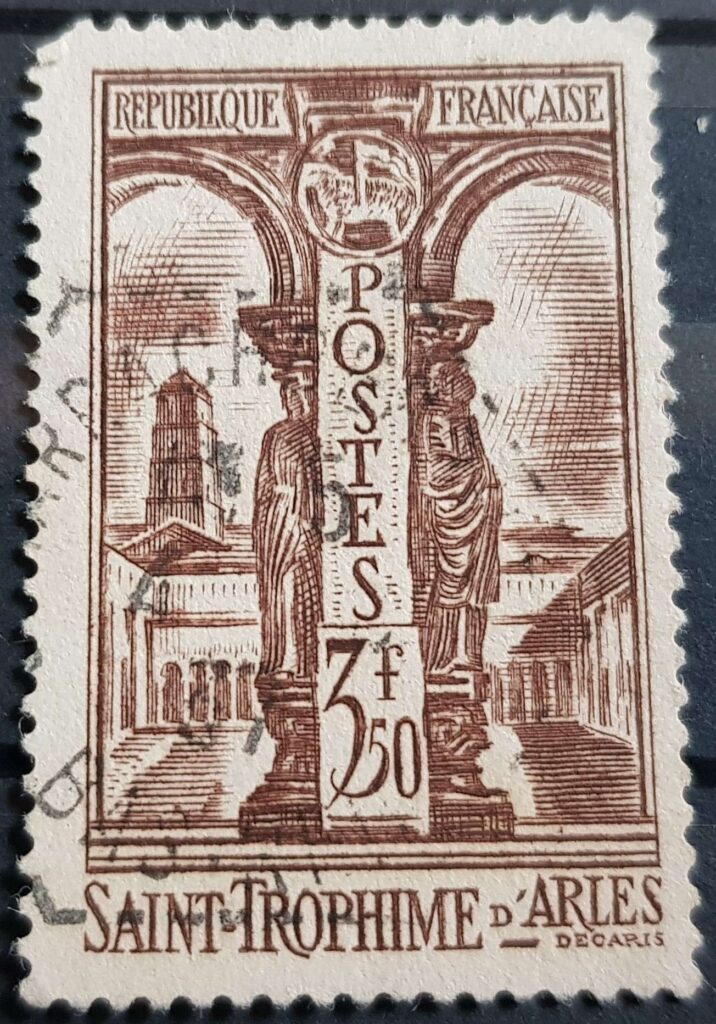 REPUBLIQUE FRANÇAISE
POSTES
3f50
SAINT-TROPHIME D'ARLES
DECARIS